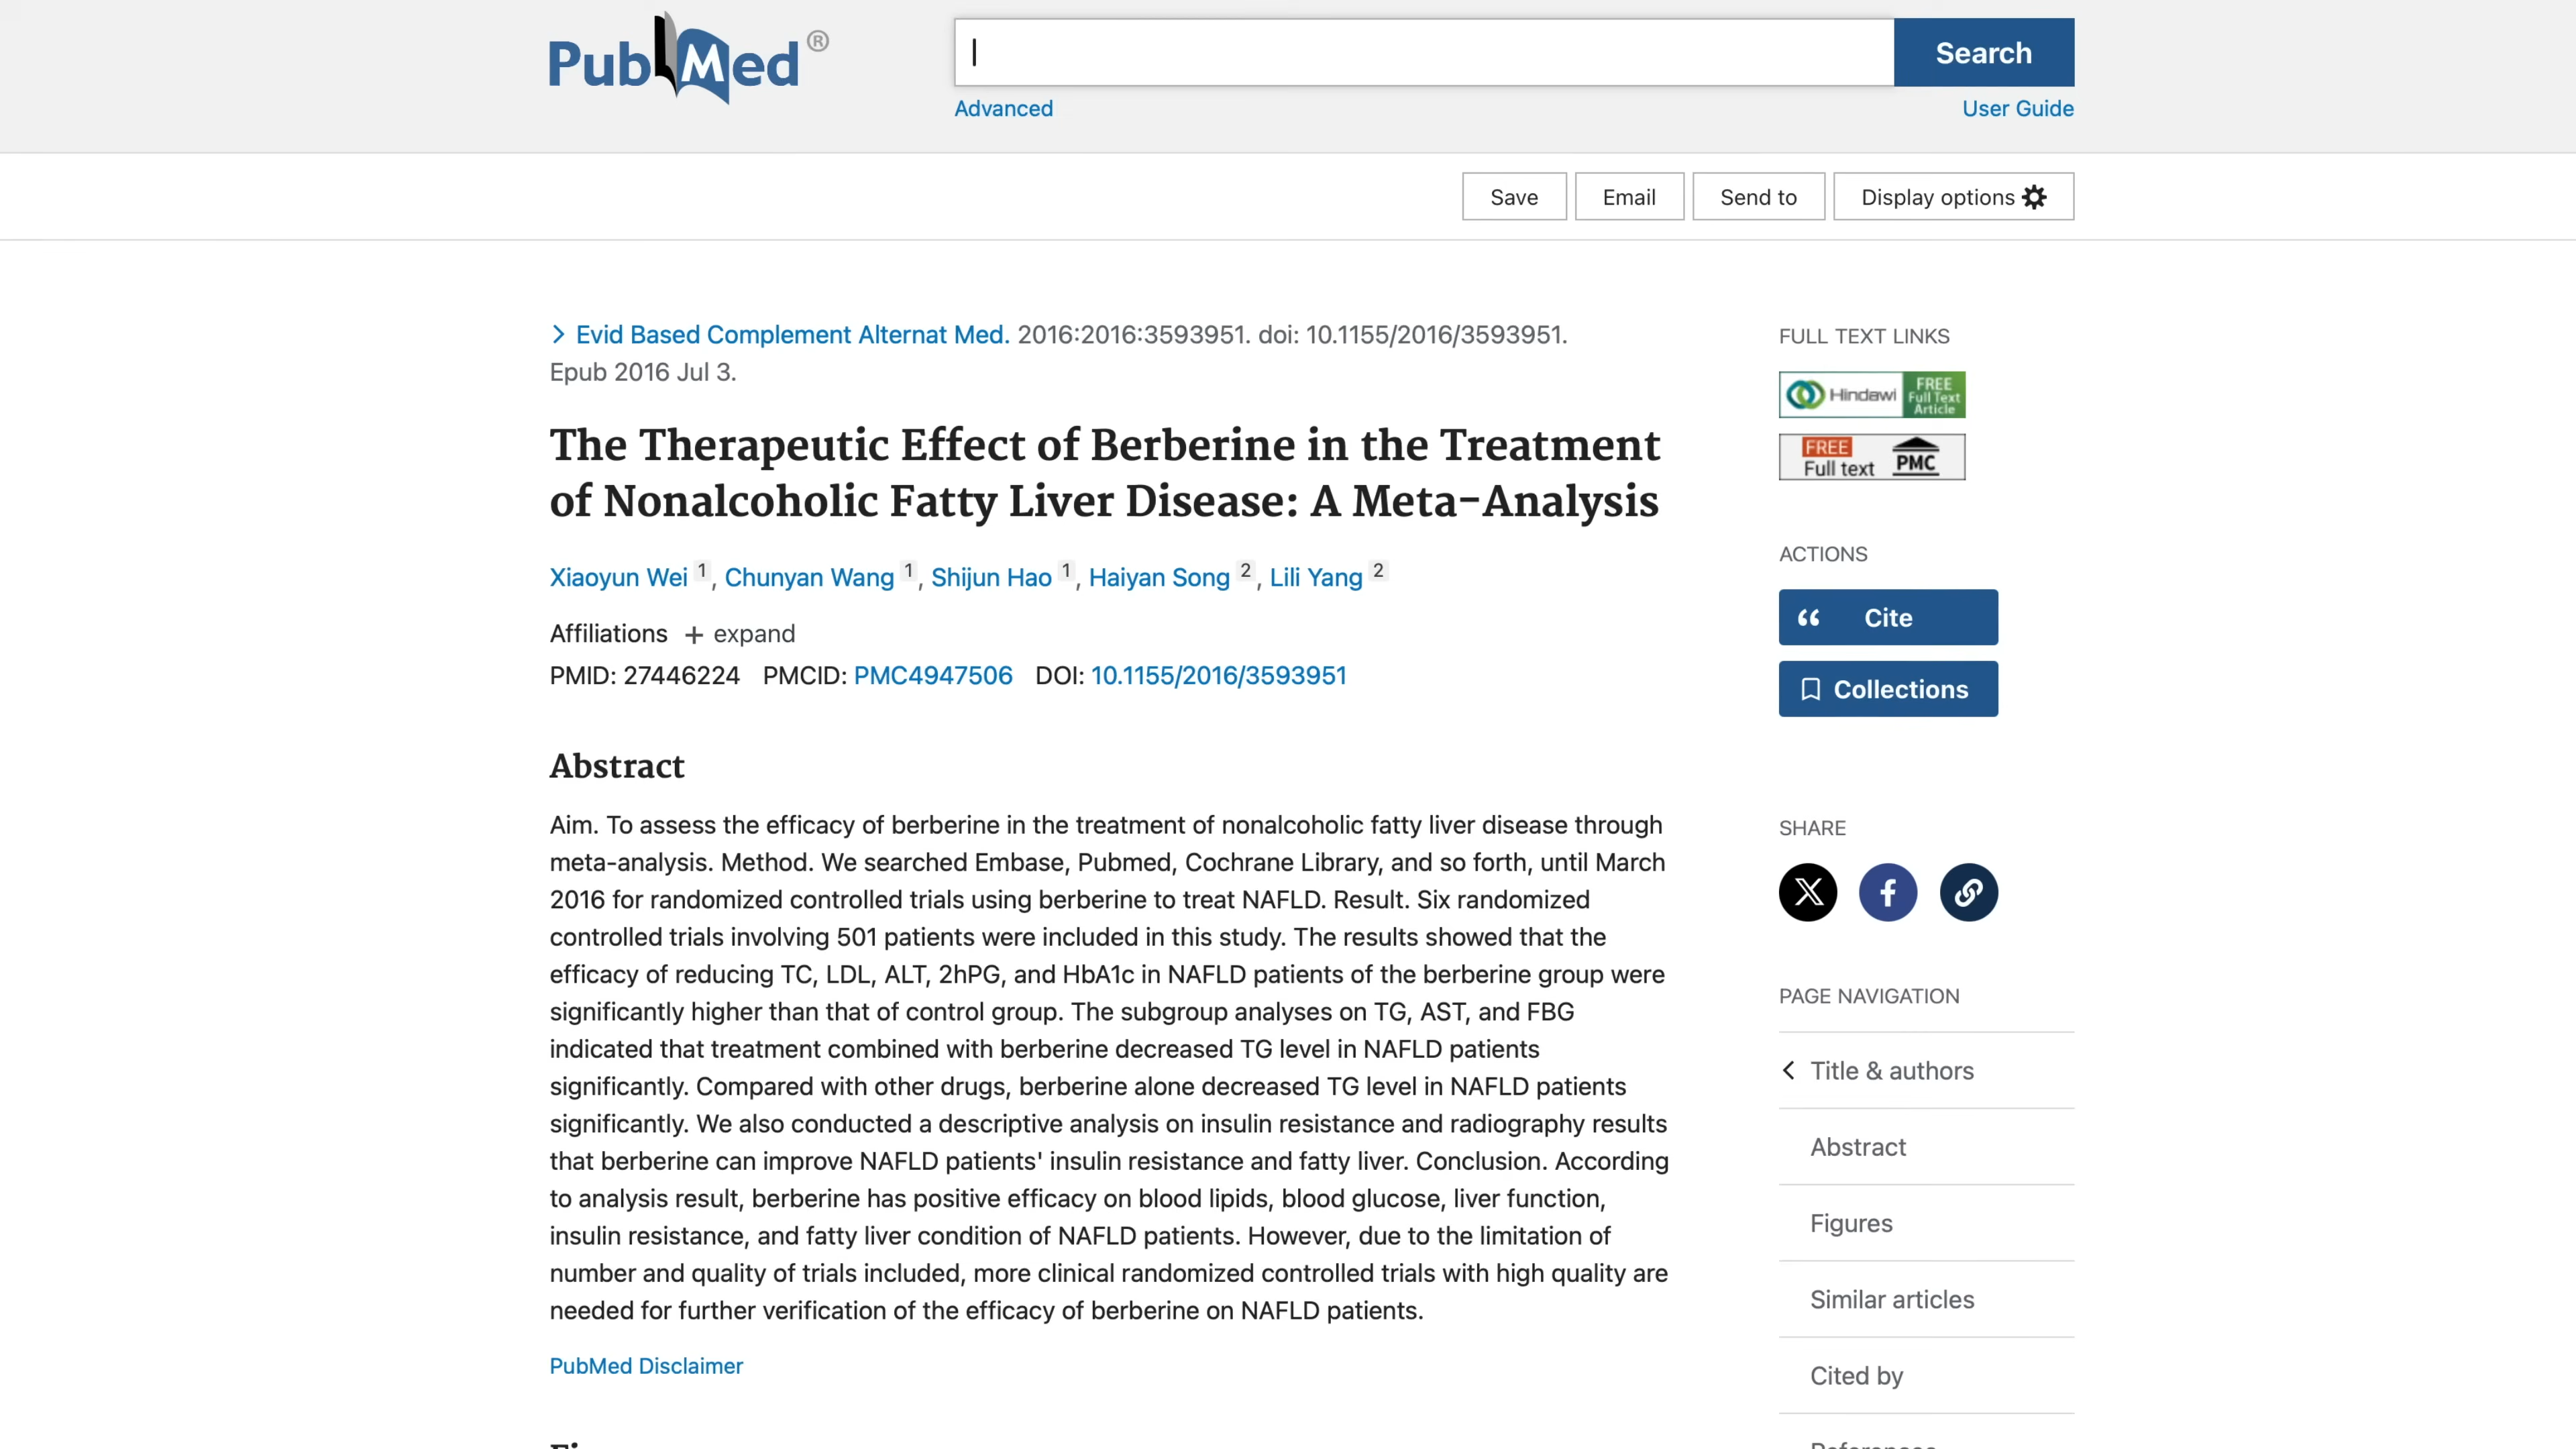 PubMed ®
Search
Advanced
User Guide
Save
Email
Send to
Display options
Evid Based Complement Alternat Med. 2016:2016:3593951. doi: 10.1155/2016/3593951.
Epub 2016 Jul 3.
The Therapeutic Effect of Berberine in the Treatment
of Nonalcoholic Fatty Liver Disease: A Meta-Analysis
Xiaoyun Wei 1, Chunyan Wang 1, Shijun Hao 1, Haiyan Song 2, Lili Yang 2
Affiliations + expand
PMID: 27446224 PMCID: PMC4947506 DOI: 10.1155/2016/3593951
Abstract
Aim. To assess the efficacy of berberine in the treatment of nonalcoholic fatty liver disease through
meta-analysis. Method. We searched Embase, Pubmed, Cochrane Library, and so forth, until March
2016 for randomized controlled trials using berberine to treat NAFLD. Result. Six randomized
controlled trials involving 501 patients were included in this study. The results showed that the
efficacy of reducing TC, LDL, ALT, 2hPG, and HbA1c in NAFLD patients of the berberine group were
significantly higher than that of control group. The subgroup analyses on TG, AST, and FBG
indicated that treatment combined with berberine decreased TG level in NAFLD patients
significantly. Compared with other drugs, berberine alone decreased TG level in NAFLD patients
significantly. We also conducted a descriptive analysis on insulin resistance and radiography results
that berberine can improve NAFLD patients' insulin resistance and fatty liver. Conclusion. According
to analysis result, berberine has positive efficacy on blood lipids, blood glucose, liver function,
insulin resistance, and fatty liver condition of NAFLD patients. However, due to the limitation of
number and quality of trials included, more clinical randomized controlled trials with high quality are
needed for further verification of the efficacy of berberine on NAFLD patients.
PubMed Disclaimer
FULL TEXT LINKS
Hindawi FREE
Full Text
Article
FREE
Full text PMC
ACTIONS
Cite
Collections
SHARE
PAGE NAVIGATION
Title & authors
Abstract
Figures
Similar articles
Cited by